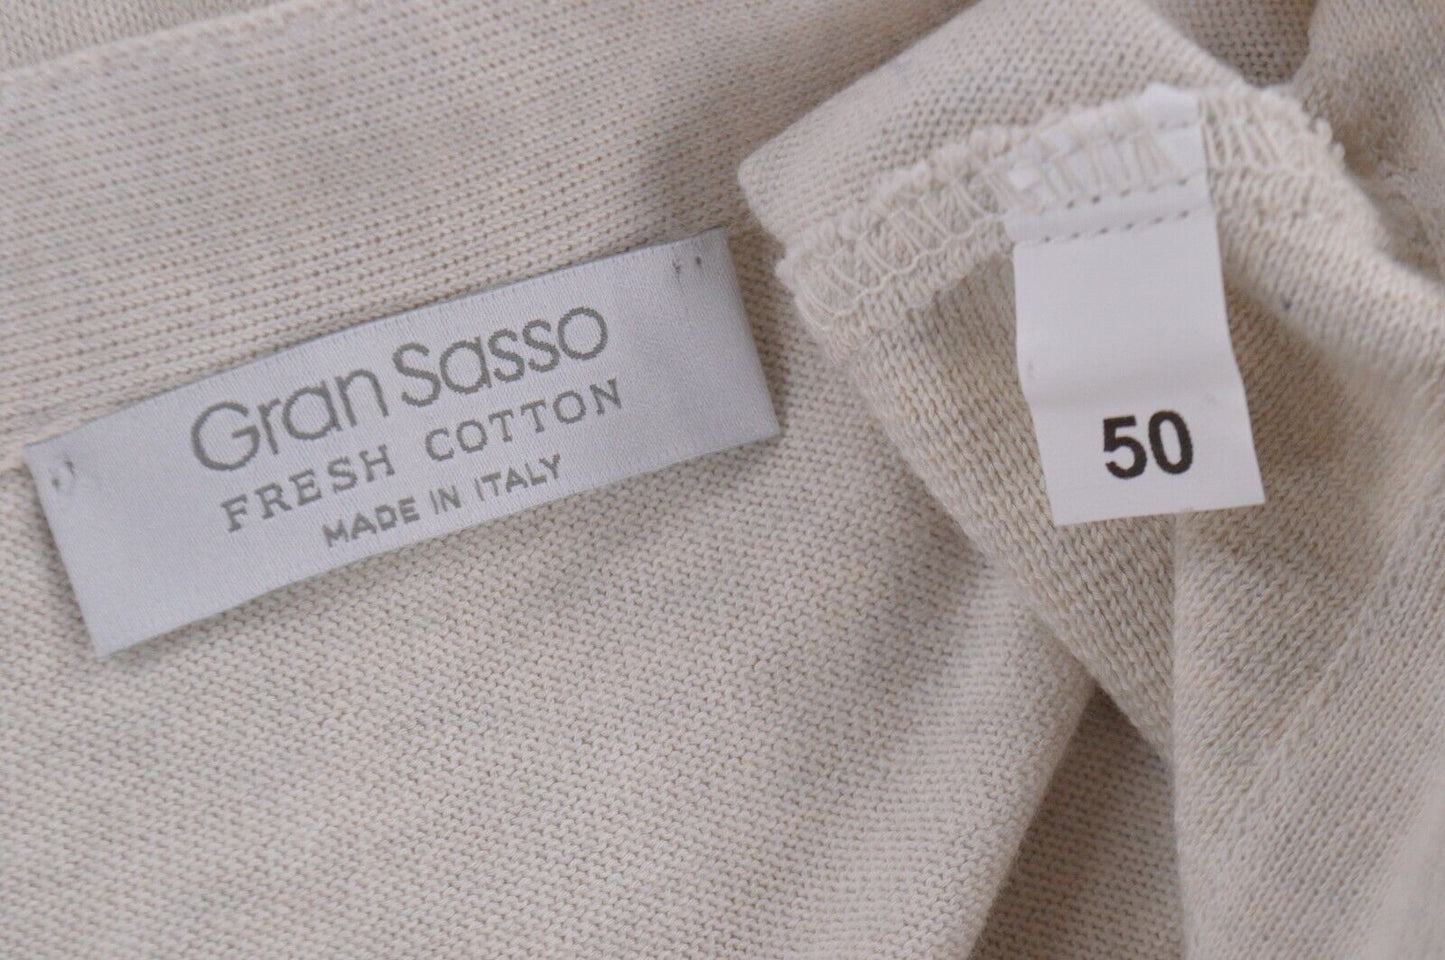 Gran Sasso
FRESH COTTON
MADE IN ITALY
50